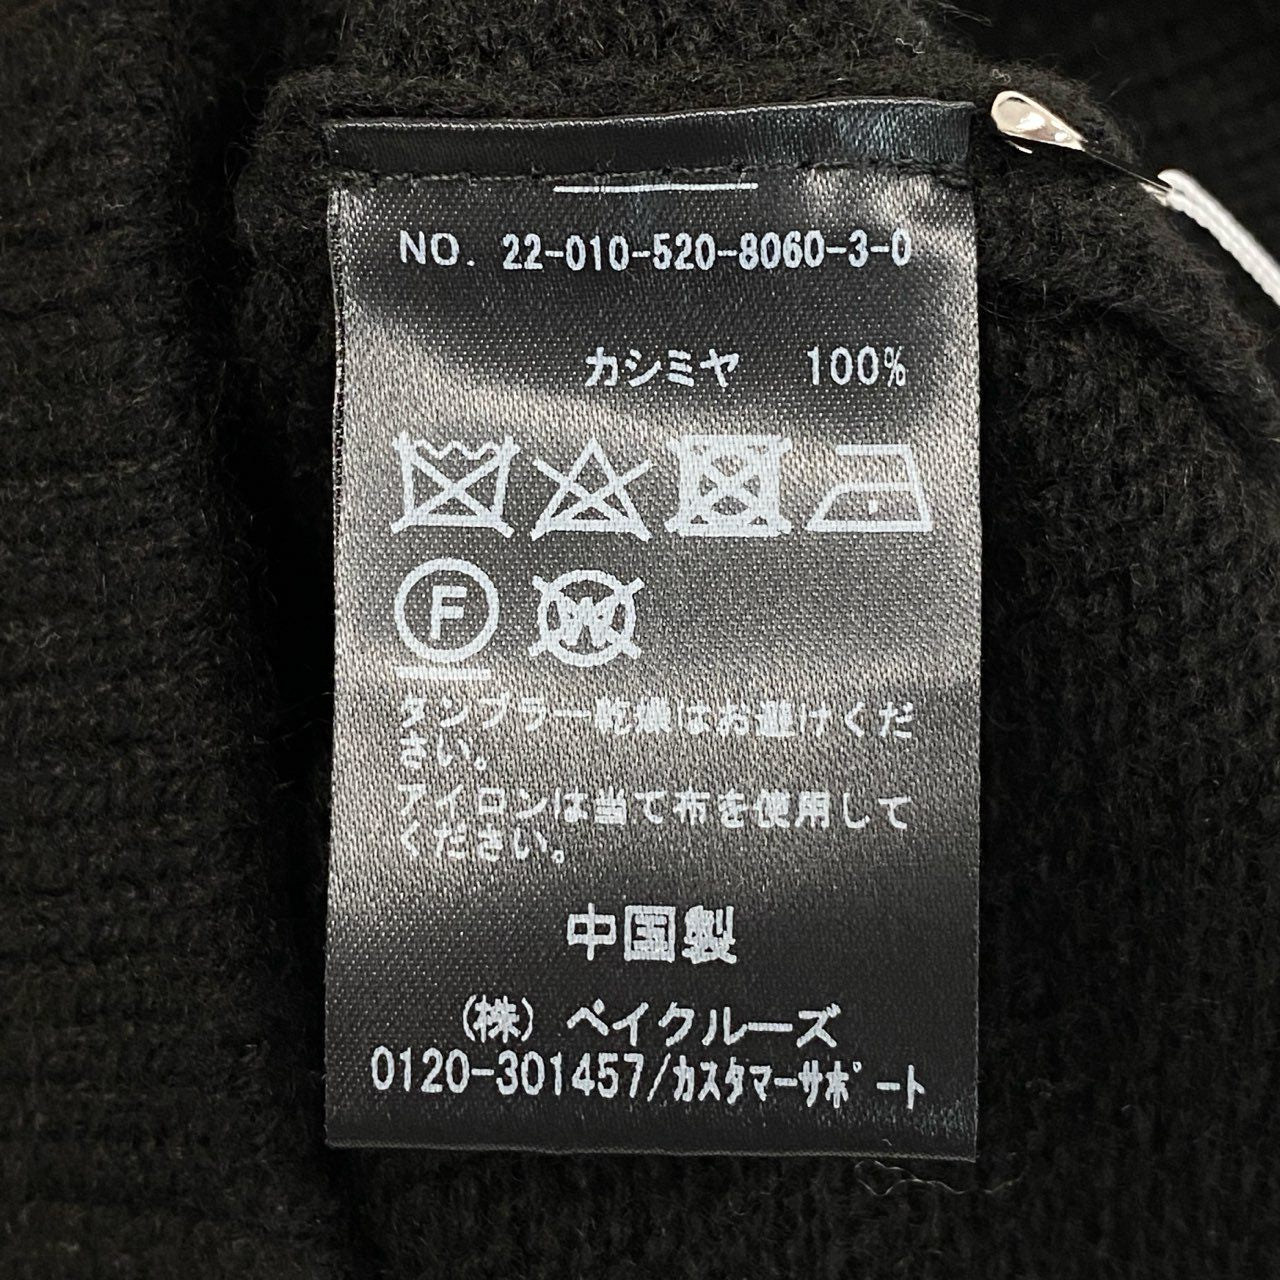 NO. 22-010-520-8060-3-0
カシミヤ 100%
F
W
タンブラー乾燥はお避けくだ
さい。
アイロンは当て布を使用して
ください。
中国製
(株) ベイクルーズ
0120-301457/カスタマーサポート